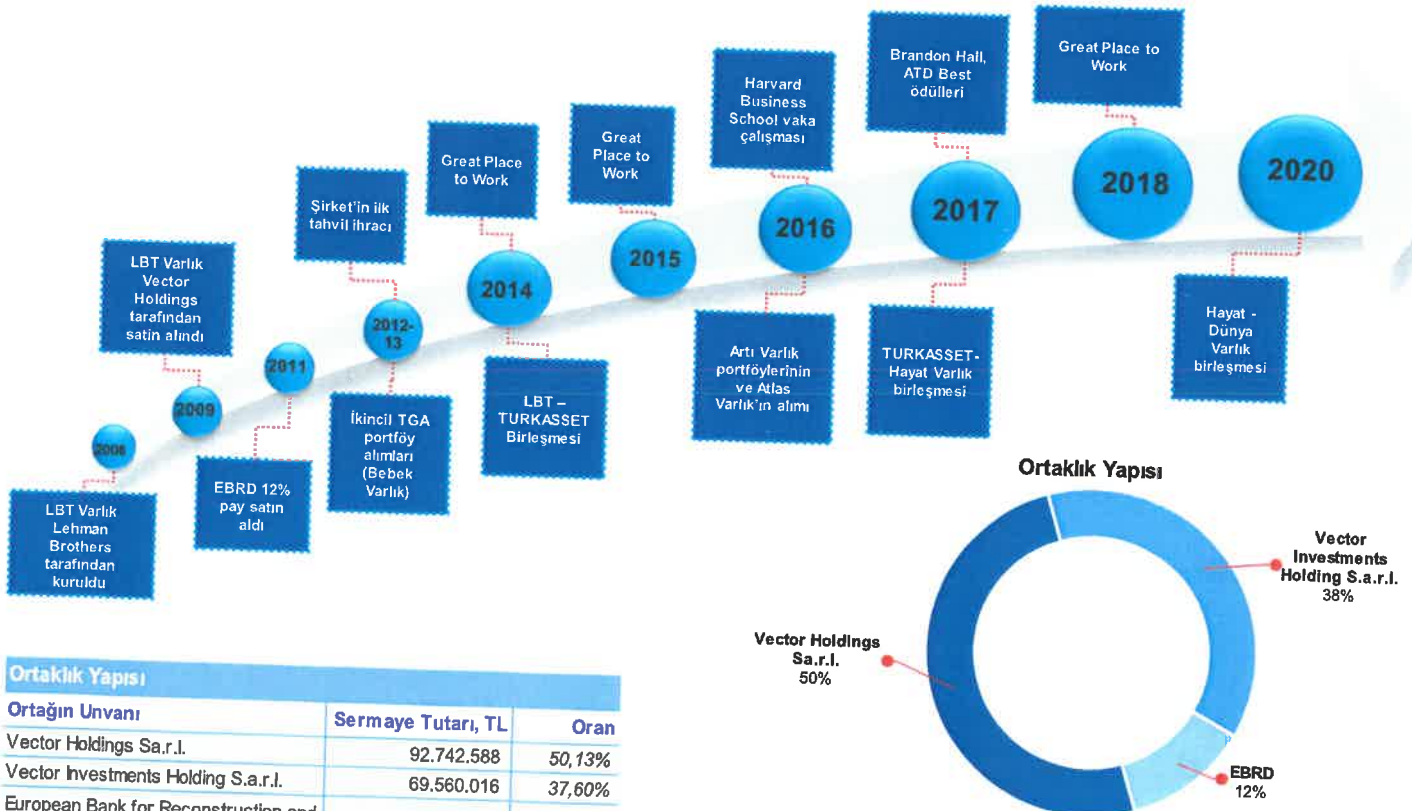 Brandon Hall,
ATD Best
ödülleri
Great Place to
Work
Harvard
Business
School vaka
çalışması
Great
Place to
Work
Great Place
to Work
Şirket'in ilk
tahvil ihracı
LBT Varlık
Vector
Holdings
tarafından
satin alındı
2020
2018
2017
2016
2015
2014
2012-
13
2011
2009
LBT Varlık
Lehman
Brothers
tarafından
kuruldu
EBRD 12%
pay satın
aldı
İkincil TGA
portföy
alımları
(Bebek
Varlık)
LBT –
TURKASSET
Birleşmesi
Artı Varlık
portföylerinin
ve Atlas
Varlık'ın alımı
TURKASSET-
Hayat Varlık
birleşmesi
Hayat -
Dünya
Varlık
birleşmesi
Ortaklık Yapısı
Vector
Investments
Holding S.a.r.l.
38%
Vector Holdings
Sa.r.l.
50%
EBRD
12%
Ortaklık Yapısı
Ortağın Unvanı Sermaye Tutarı, TL Oran
Vector Holdings Sa.r.l. 92.742.588 50,13%
Vector Investments Holding S.a.r.l. 69.560.016 37,60%
European Bank for Reconstruction and